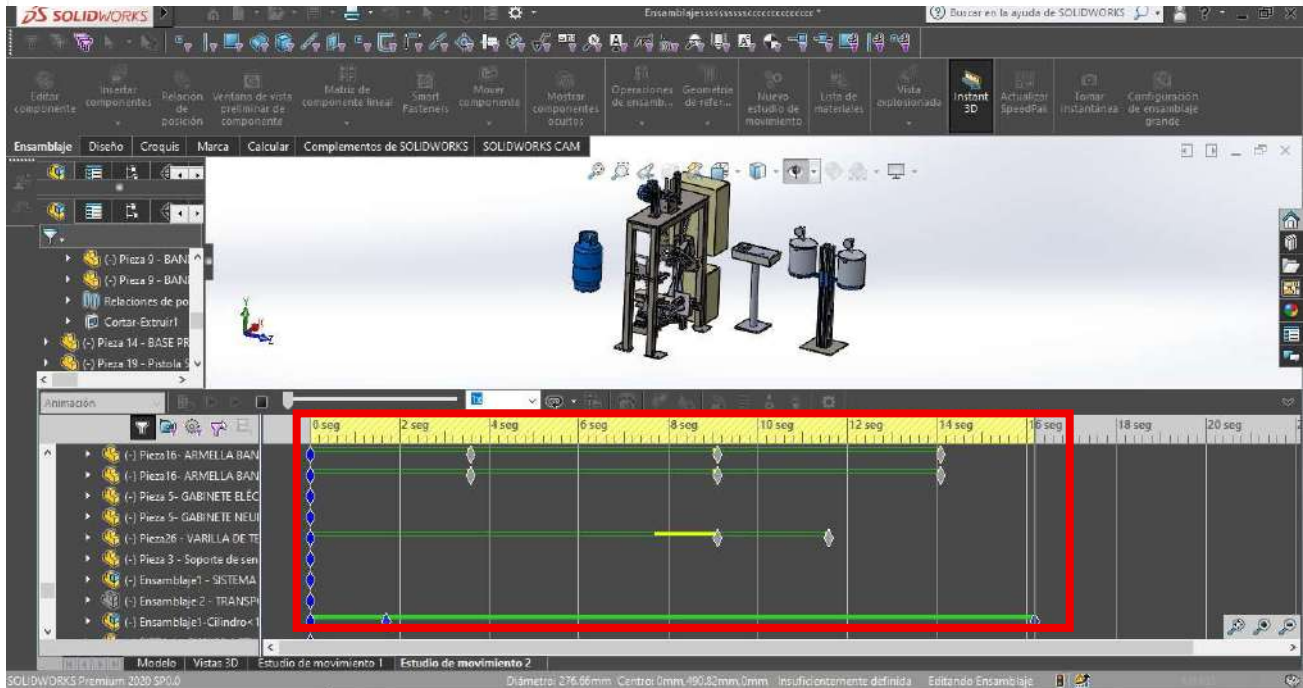 SOLIDWORKS
Ensamblajesssssssscccccccccccc *
Buscar en la ayuda de SOLIDWORKS
Editar componente
Insertar componentes
Relación de posición
Ventana de vista preliminar de componente
Matriz de componente lineal
Smart Fasteners
Mover componente
Mostrar componentes ocultos
Operaciones de ensamb...
Geometría de refer...
Nuevo estudio de movimiento
Lista de materiales
Vista explosionada
Instant 3D
Actualizar SpeedPak
Tomar instantánea
Configuración de ensamblaje grande
Ensamblaje Diseño Croquis Marca Calcular Complementos de SOLIDWORKS SOLIDWORKS CAM
(-) Pieza 9 - BAN
(-) Pieza 9 - BAN
Relaciones de po
Cortar-Extruir1
(-) Pieza 14 - BASE PR
(-) Pieza 19 - Pistola S
Y
Z
Animación
1x
0 seg 2 seg 4 seg 6 seg 8 seg 10 seg 12 seg 14 seg 16 seg 18 seg 20 seg
(-) Pieza16- ARMELLA BAN
(-) Pieza16- ARMELLA BAN
(-) Pieza 5- GABINETE ELÉC
(-) Pieza 5- GABINETE NEU
(-) Pieza26 - VARILLA DE TE
(-) Pieza 3 - Soporte de sen
(-) Ensamblaje1 - SISTEMA
(-) Ensamblaje 2 - TRANSP
(-) Ensamblaje1-Cilindro<1
Modelo Vistas 3D Estudio de movimiento 1 Estudio de movimiento 2
SOLIDWORKS Premium 2020 SP0.0 Diámetro: 276.66mm Centro: 0mm,490.82mm,0mm Insuficientemente definida Editando Ensamblaje